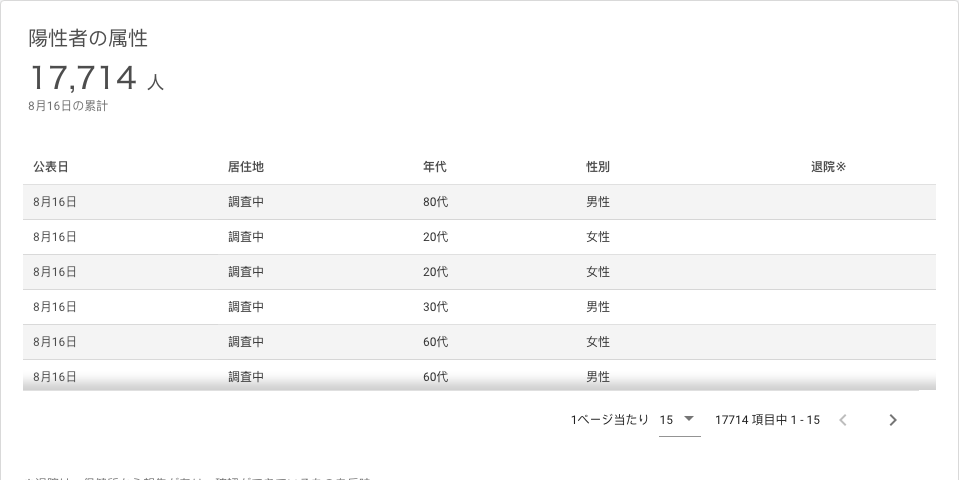 陽性者の属性
17,714 人
8月16日の累計
公表日 居住地 年代 性別 退院※
8月16日 調査中 80代 男性
8月16日 調査中 20代 女性
8月16日 調査中 20代 女性
8月16日 調査中 30代 男性
8月16日 調査中 60代 女性
8月16日 調査中 60代 男性
1ページ当たり 15 17714 項目中 1 - 15